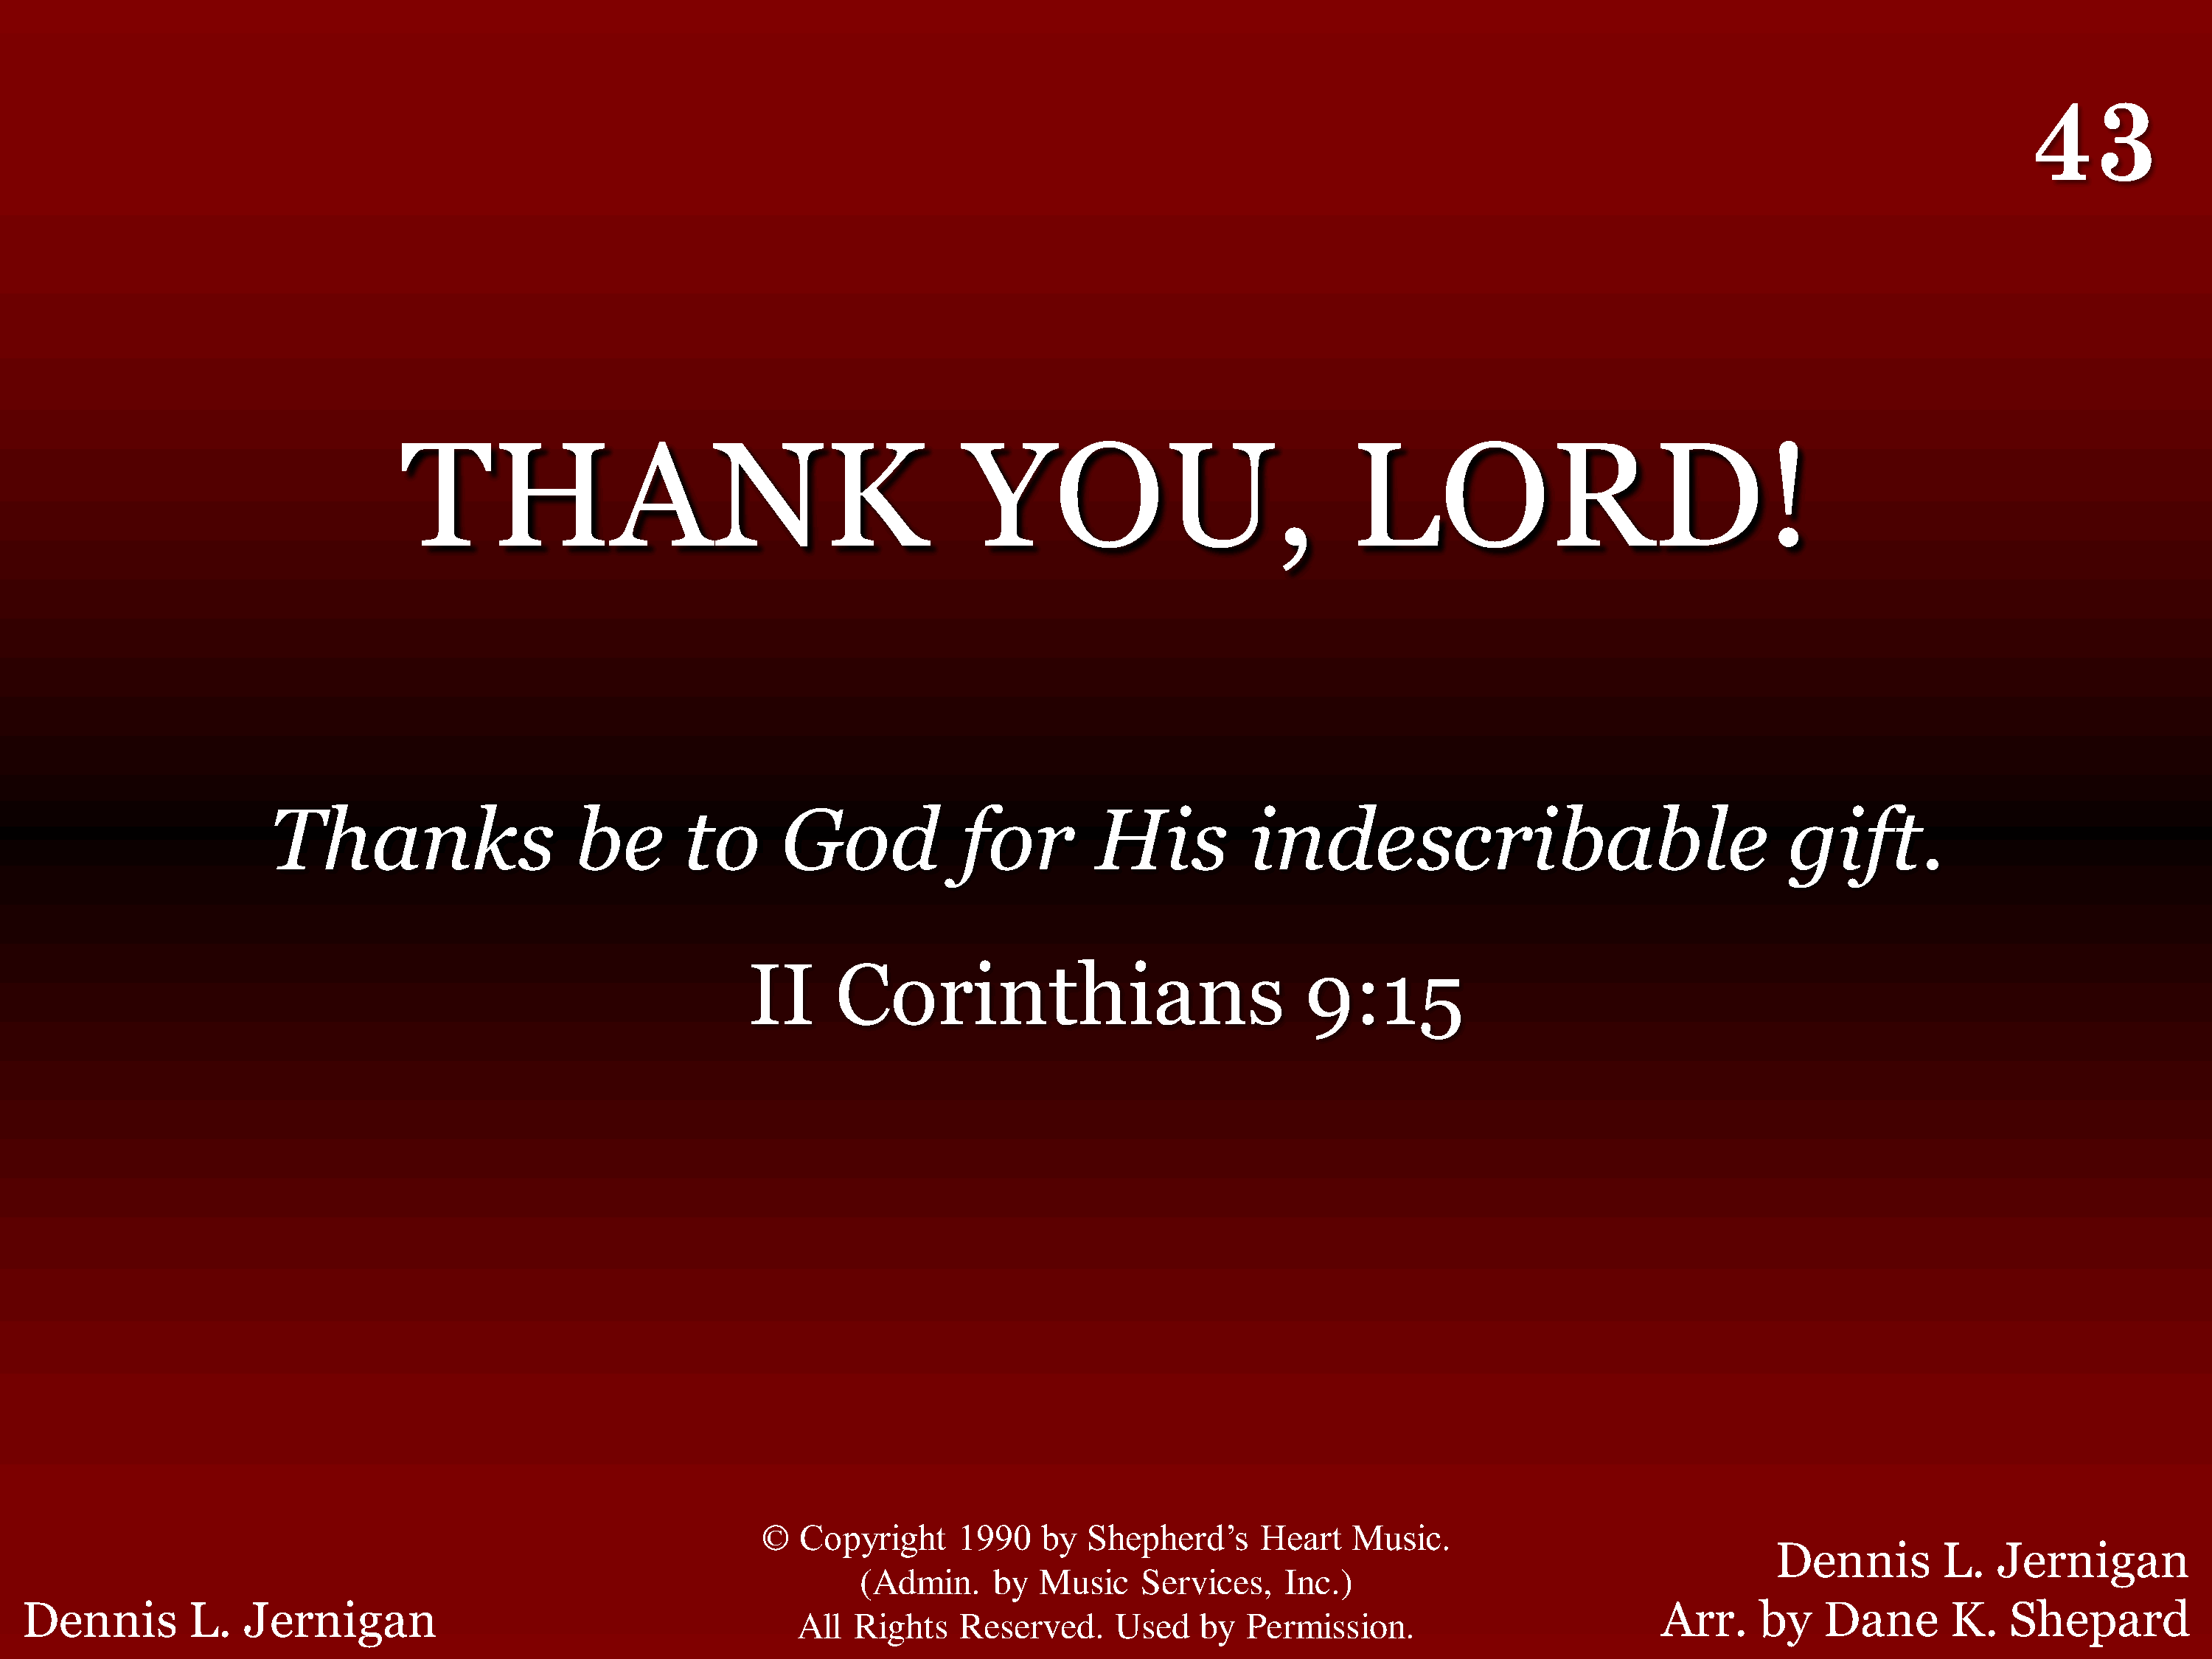 43
THANK YOU, LORD!
Thanks be to God for His indescribable gift.
II Corinthians 9:15
Dennis L. Jernigan
© Copyright 1990 by Shepherd’s Heart Music.
(Admin. by Music Services, Inc.)
All Rights Reserved. Used by Permission.
Dennis L. Jernigan
Arr. by Dane K. Shepard